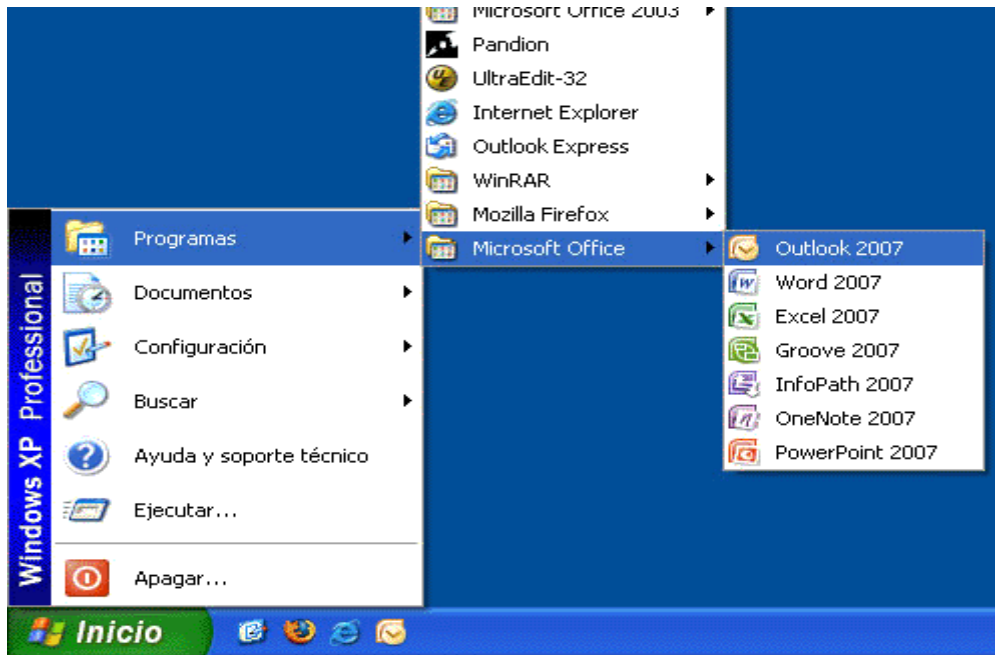 Microsoft Office 2003
Pandion
UltraEdit-32
Internet Explorer
Outlook Express
WinRAR
Mozilla Firefox
Microsoft Office
Outlook 2007
Word 2007
Excel 2007
Groove 2007
InfoPath 2007
OneNote 2007
PowerPoint 2007
Programas
Documentos
Configuración
Buscar
Ayuda y soporte técnico
Ejecutar...
Apagar...
Windows XP Professional
Inicio